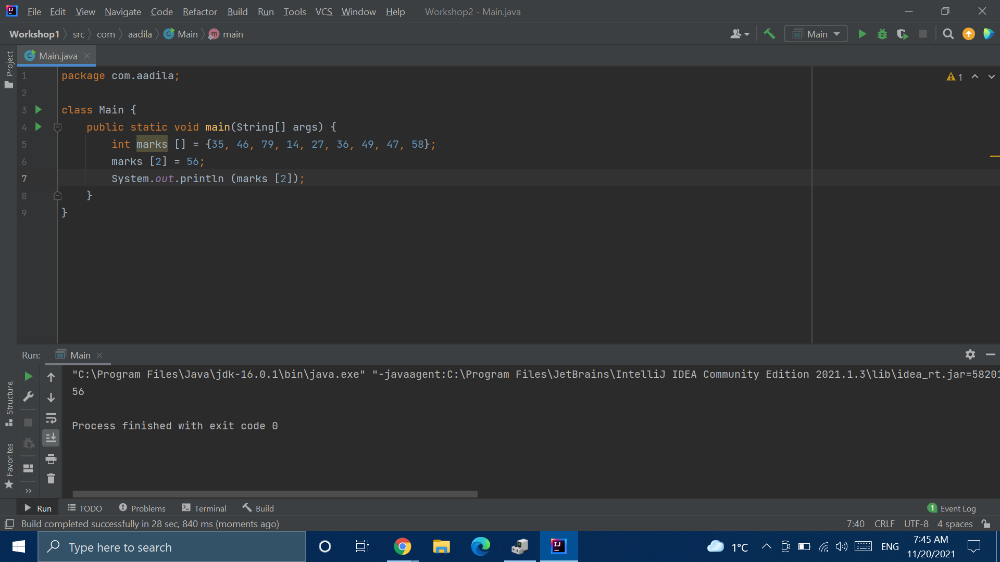 File Edit View Navigate Code Refactor Build Run Tools VCS Window Help Workshop2 - Main.java
Workshop1 src com aadila Main main Main
Project
Main.java
1 package com.aadila; 1
2
3 class Main {
4 public static void main(String[] args) {
5 int marks [] = {35, 46, 79, 14, 27, 36, 49, 47, 58};
6 marks [2] = 56;
7 System.out.println (marks [2]);
8 }
9 }
Run: Main
"C:\Program Files\Java\jdk-16.0.1\bin\java.exe" "-javaagent:C:\Program Files\JetBrains\IntelliJ IDEA Community Edition 2021.1.3\lib\idea_rt.jar=58201
56
Process finished with exit code 0
Structure
Favorites
Run TODO Problems Terminal Build 1 Event Log
Build completed successfully in 28 sec, 840 ms (moments ago) 7:40 CRLF UTF-8 4 spaces
Type here to search 1°C ENG 7:45 AM
11/20/2021